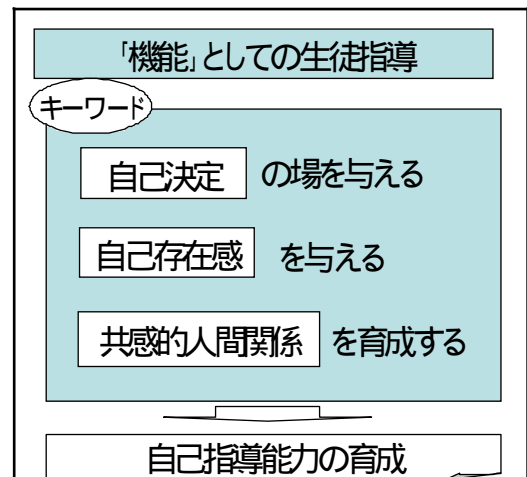 「機能」としての生徒指導
キーワード
自己決定 の場を与える
自己存在感 を与える
共感的人間関係 を育成する
自己指導能力の育成